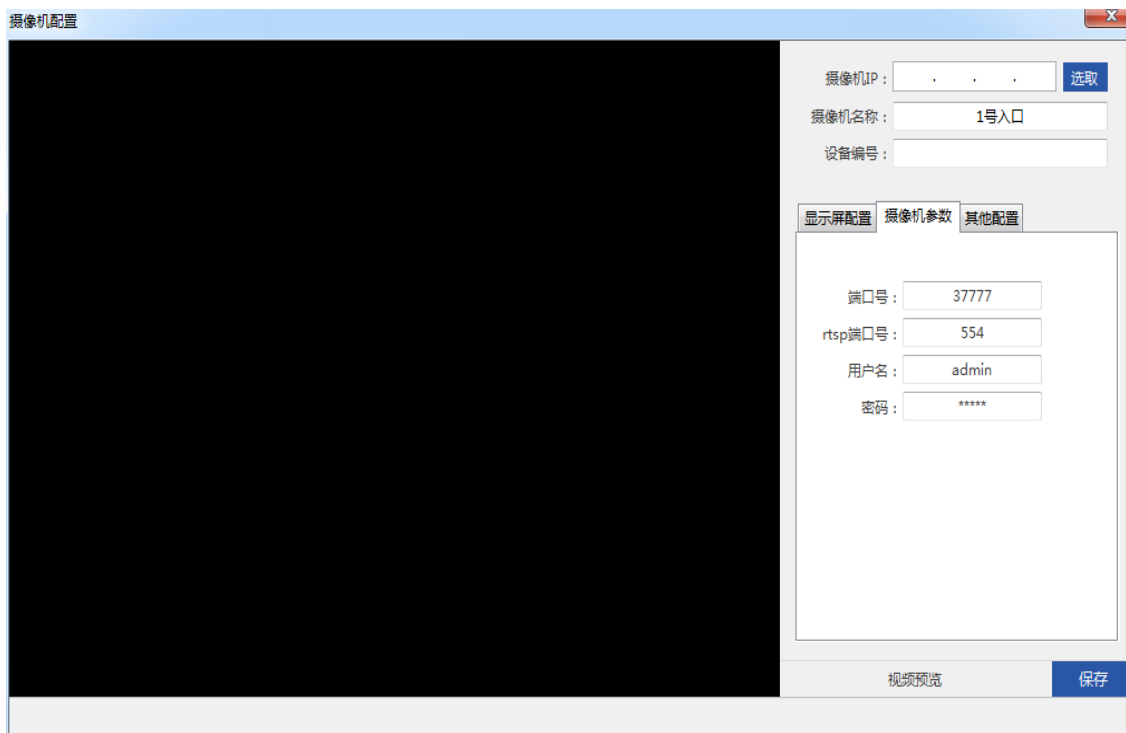 摄像机配置
X
摄像机IP： . . . 选取
摄像机名称： 1号入口
设备编号：
显示屏配置 摄像机参数 其他配置
端口号： 37777
rtsp端口号： 554
用户名： admin
密码： *****
视频预览 保存